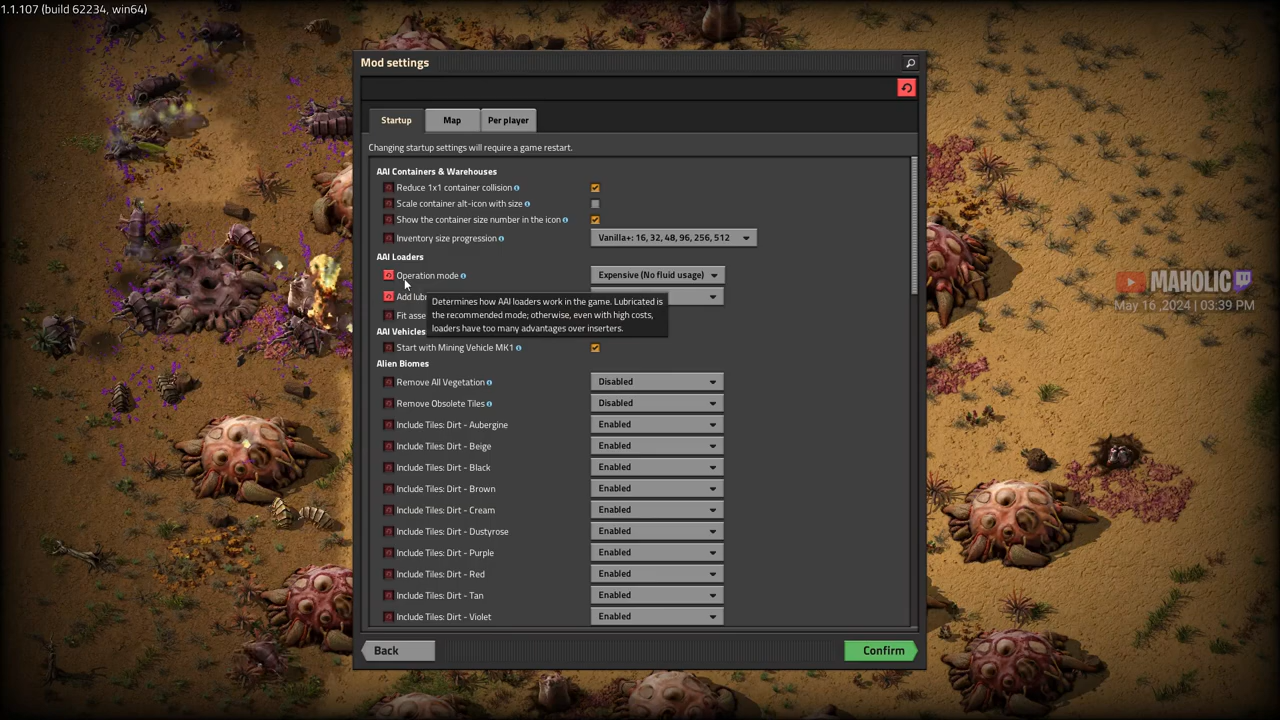 1.1.107 (build 62234, win64)
Mod settings
Startup
Map
Per player
Changing startup settings will require a game restart.
AAI Containers & Warehouses
Reduce 1x1 container collision
Scale container alt-icon with size
Show the container size number in the icon
Inventory size progression
Vanilla+: 16, 32, 48, 96, 256, 512
AAI Loaders
Operation mode
Expensive (No fluid usage)
Add lubr
Determines how AAI loaders work in the game. Lubricated is
the recommended mode; otherwise, even with high costs,
loaders have too many advantages over inserters.
Fit asse
AAI Vehicles
Start with Mining Vehicle MK1
Alien Biomes
Remove All Vegetation
Disabled
Remove Obsolete Tiles
Disabled
Include Tiles: Dirt - Aubergine
Enabled
Include Tiles: Dirt - Beige
Enabled
Include Tiles: Dirt - Black
Enabled
Include Tiles: Dirt - Brown
Enabled
Include Tiles: Dirt - Cream
Enabled
Include Tiles: Dirt - Dustyrose
Enabled
Include Tiles: Dirt - Purple
Enabled
Include Tiles: Dirt - Red
Enabled
Include Tiles: Dirt - Tan
Enabled
Include Tiles: Dirt - Violet
Enabled
Back
Confirm
MAHOLIC
May 16, 2024 | 03:39 PM